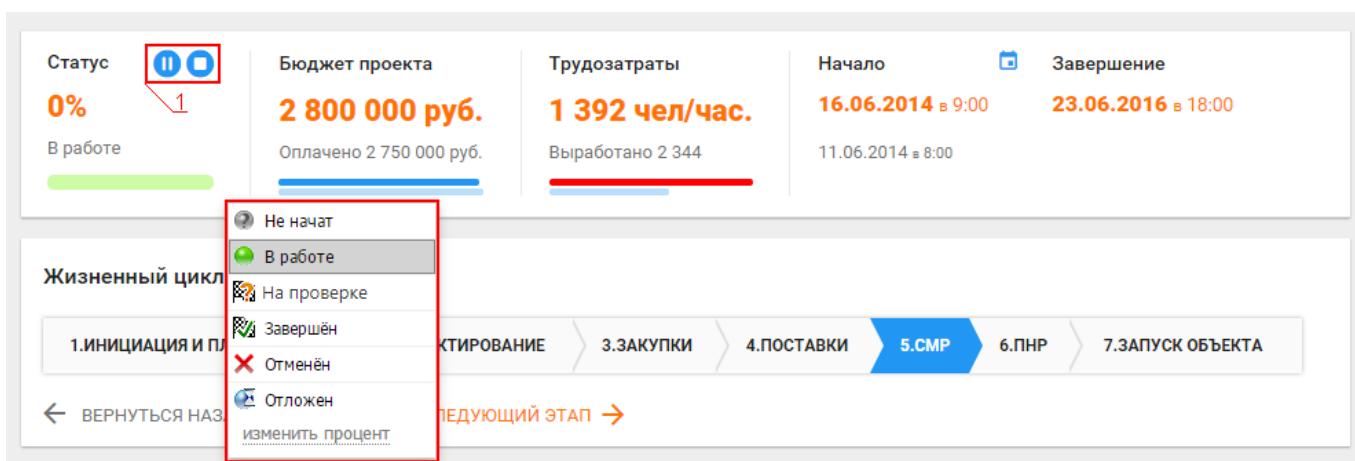 Статус
1
0%
В работе
Бюджет проекта
2 800 000 руб.
Оплачено 2 750 000 руб.
Трудозатраты
1 392 чел/час.
Выработано 2 344
Начало
16.06.2014 в 9:00
11.06.2014 в 8:00
Завершение
23.06.2016 в 18:00
Не начат
В работе
На проверке
Завершён
Отменён
Отложен
изменить процент
Жизненный цикл
1.ИНИЦИАЦИЯ И ПЛ КТИРОВАНИЕ 3.ЗАКУПКИ 4.ПОСТАВКИ 5.СМР 6.ПНР 7.ЗАПУСК ОБЪЕКТА
ВЕРНУТЬСЯ НАЗА ЛЕДУЮЩИЙ ЭТАП